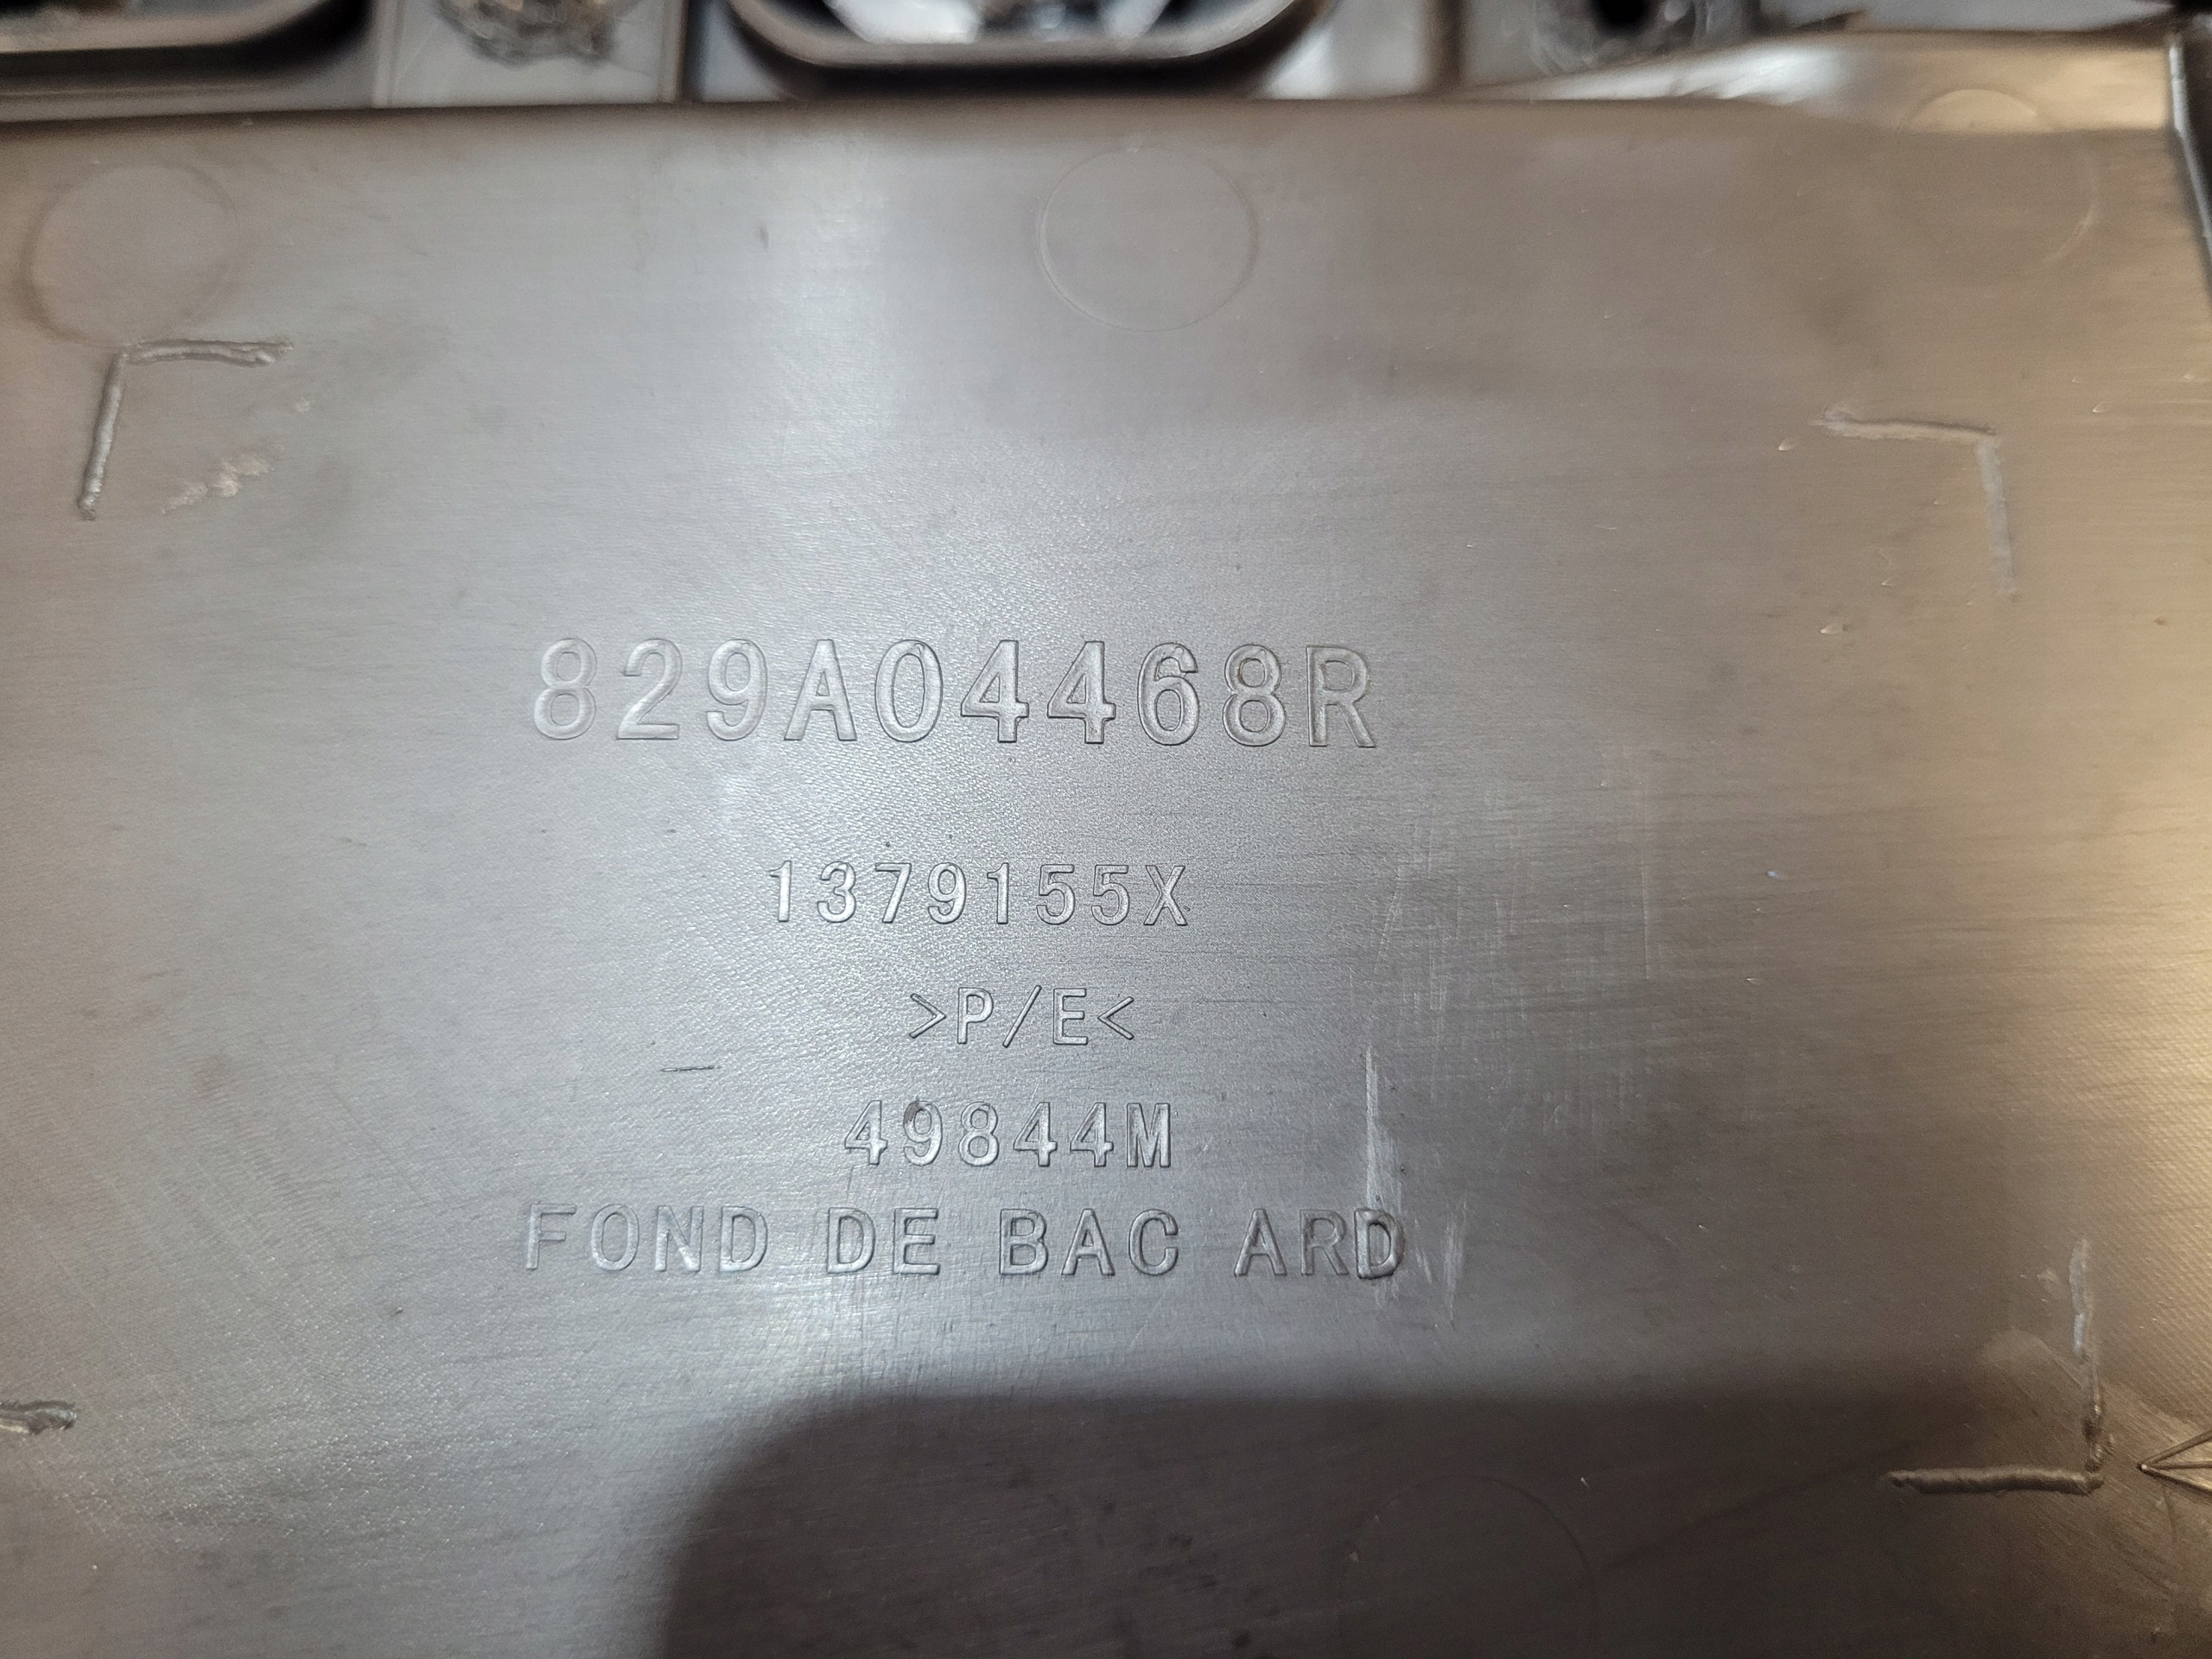 829A04468R
1379155X
>P/E<
49844M
FOND DE BAC ARD